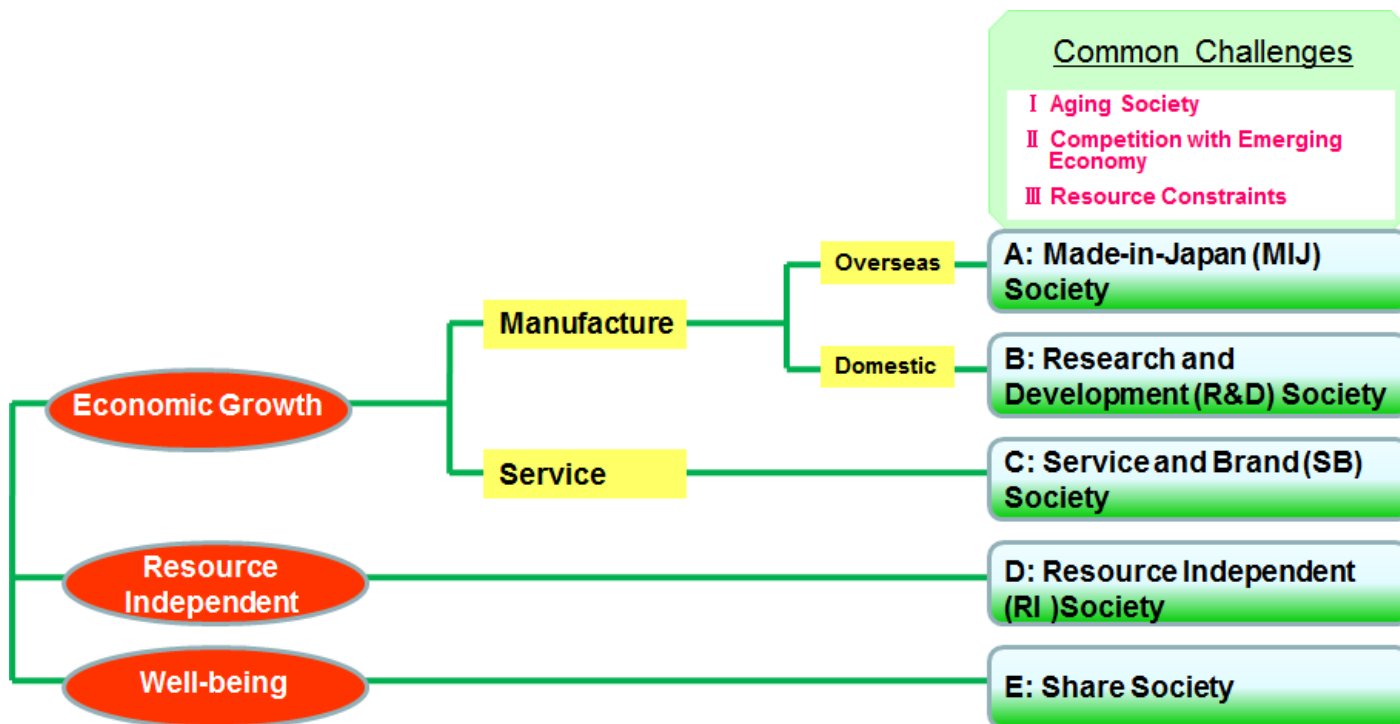 Common Challenges
Ⅰ Aging Society
Ⅱ Competition with Emerging
Economy
Ⅲ Resource Constraints
Overseas
A: Made-in-Japan (MIJ)
Society
Manufacture
Domestic
B: Research and
Development (R&D) Society
Economic Growth
Service
C: Service and Brand (SB)
Society
Resource
Independent
D: Resource Independent
(RI )Society
Well-being
E: Share Society